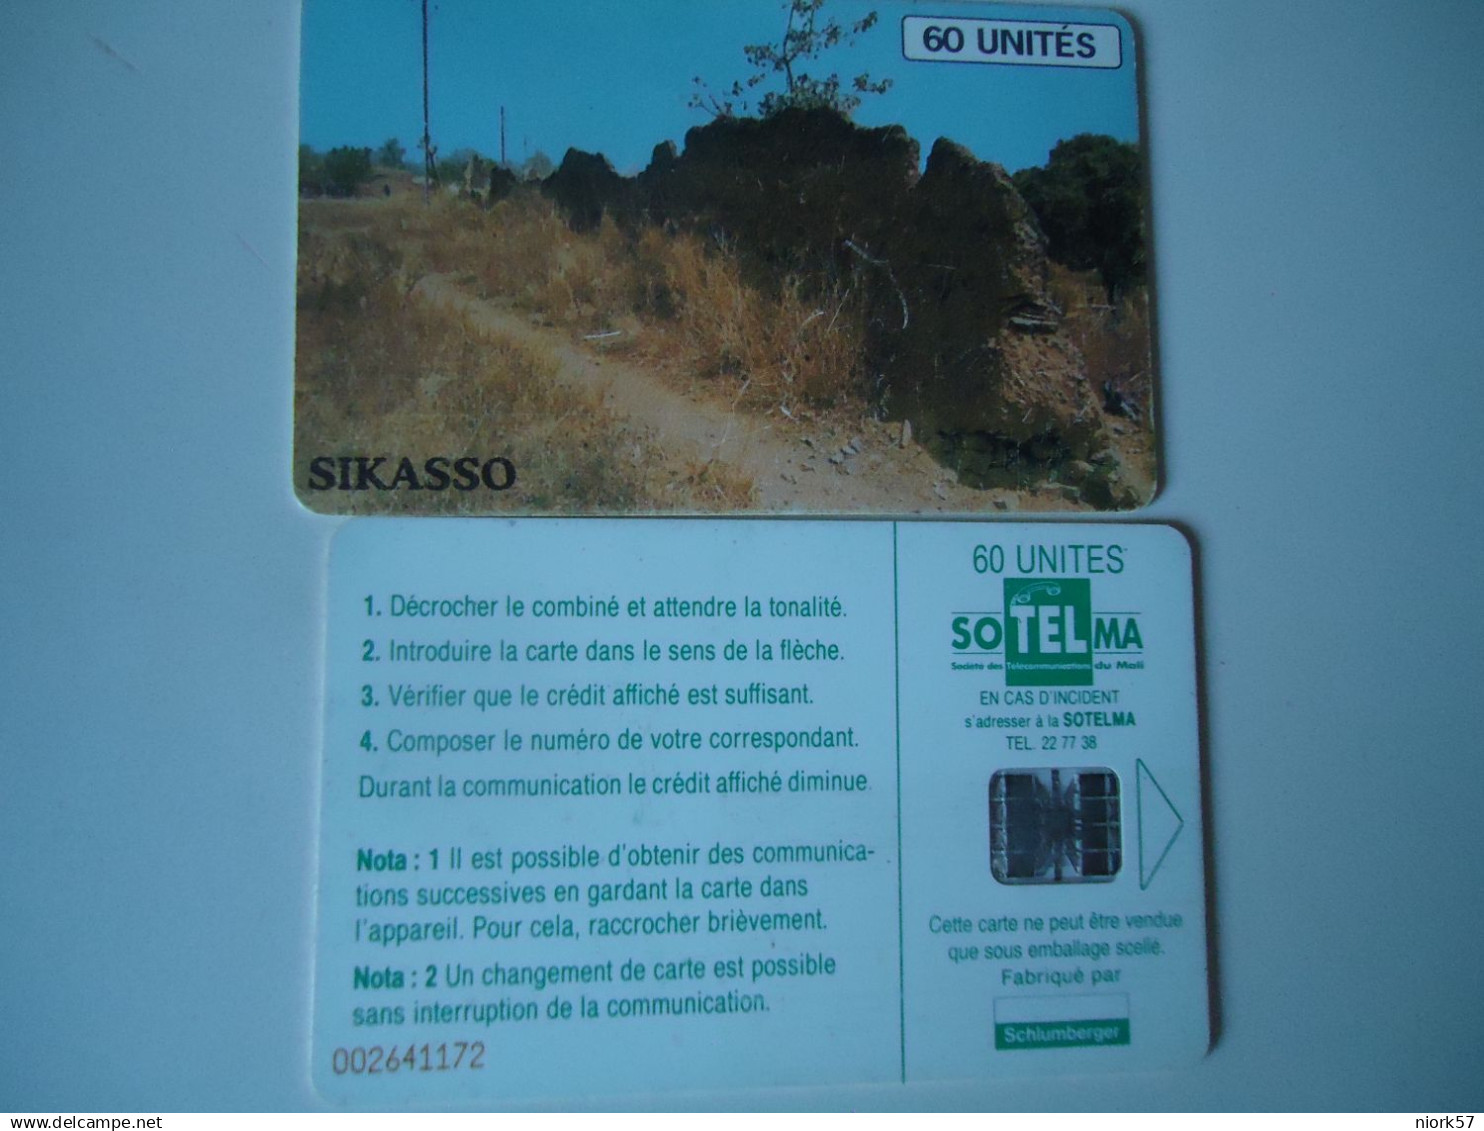 60 UNITÉS
SIKASSO
60 UNITES
SOTELMA
Société des Télécommunications du Mali
EN CAS D'INCIDENT
s'adresser à la SOTELMA
TEL. 22 77 38
1. Décrocher le combiné et attendre la tonalité.
2. Introduire la carte dans le sens de la flèche.
3. Vérifier que le crédit affiché est suffisant.
4. Composer le numéro de votre correspondant.
Durant la communication le crédit affiché diminue.
Nota : 1 Il est possible d'obtenir des communica-
tions successives en gardant la carte dans
l'appareil. Pour cela, raccrocher brièvement.
Nota : 2 Un changement de carte est possible
sans interruption de la communication.
002641172
Cette carte ne peut être vendue
que sous emballage scellé.
Fabriqué par
Schlumberger
delcampe.net
niork57